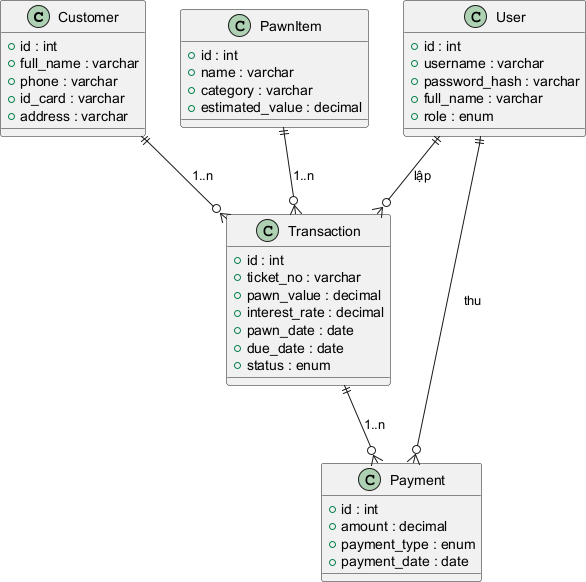 C Customer
id : int
full_name : varchar
phone : varchar
id_card : varchar
address : varchar
C PawnItem
id : int
name : varchar
category : varchar
estimated_value : decimal
C User
id : int
username : varchar
password_hash : varchar
full_name : varchar
role : enum
1..n
1..n
lập
C Transaction
id : int
ticket_no : varchar
pawn_value : decimal
interest_rate : decimal
pawn_date : date
due_date : date
status : enum
thu
1..n
C Payment
id : int
amount : decimal
payment_type : enum
payment_date : date